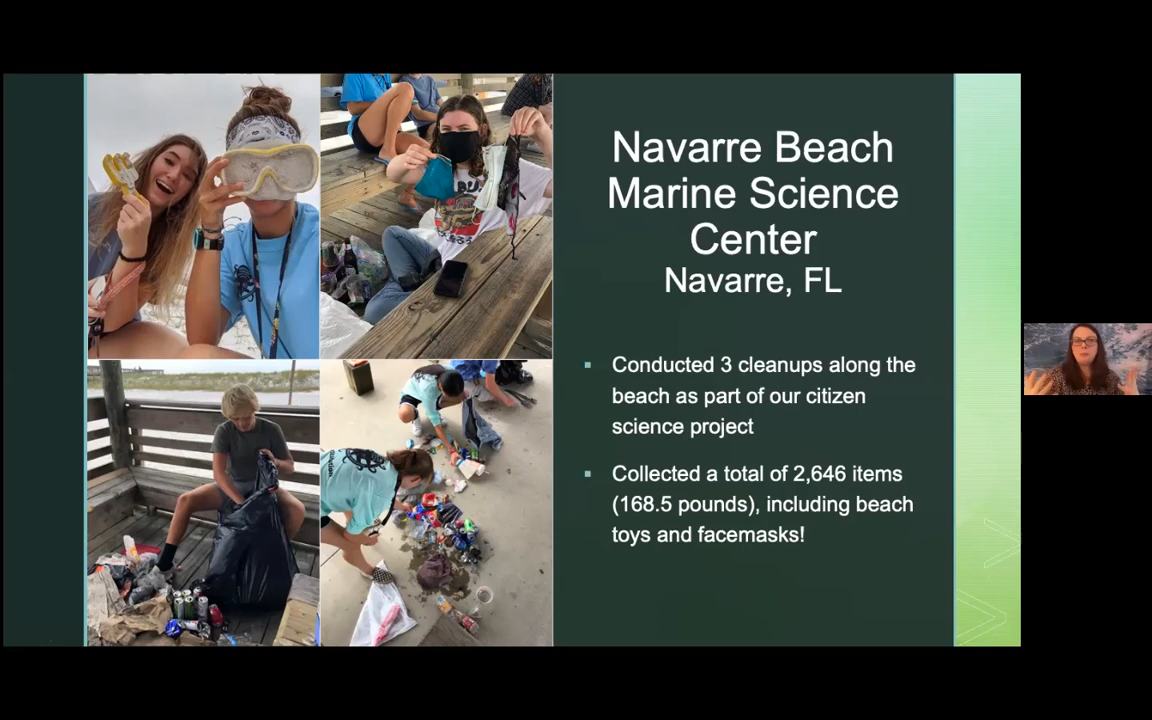 Navarre Beach
Marine Science
Center
Navarre, FL
Conducted 3 cleanups along the
beach as part of our citizen
science project
Collected a total of 2,646 items
(168.5 pounds), including beach
toys and facemasks!